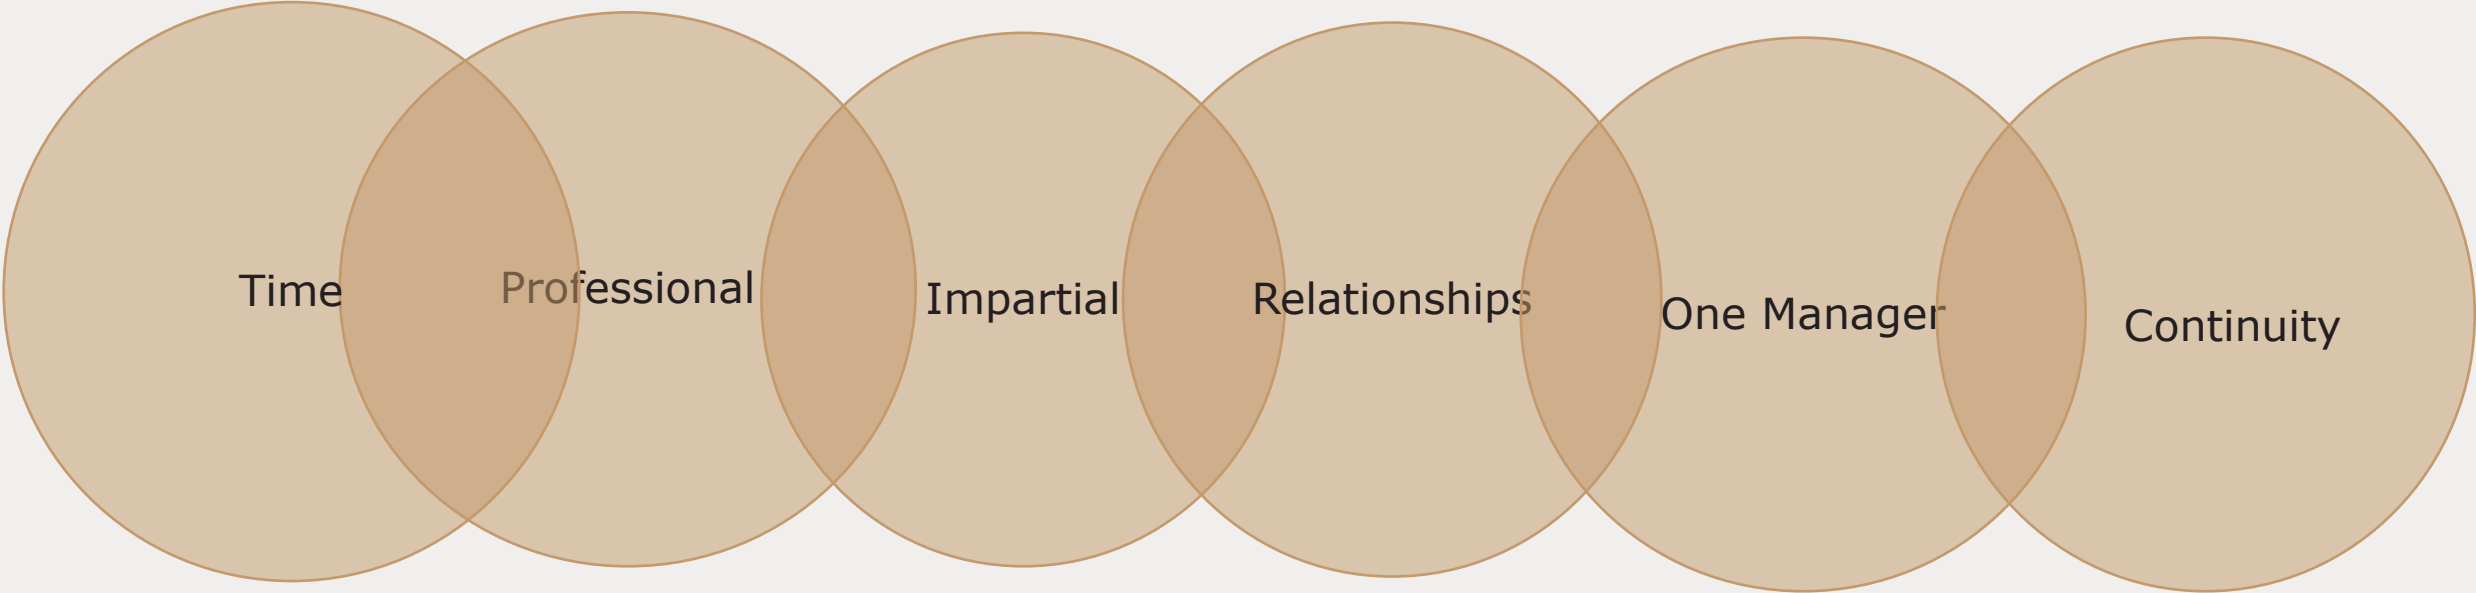 Time
Professional
Impartial
Relationships
One Manager
Continuity